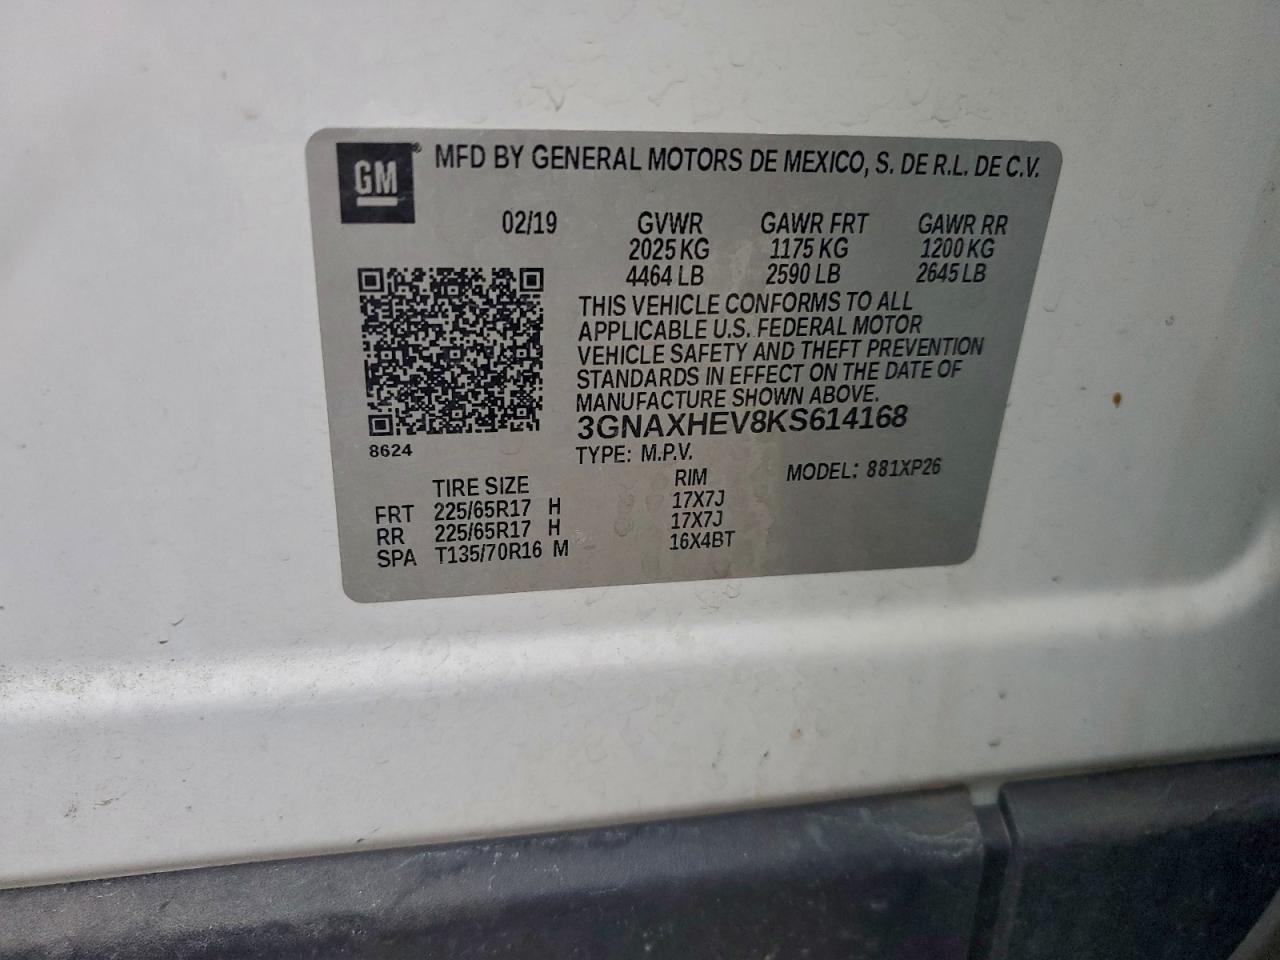 GM® MFD BY GENERAL MOTORS DE MEXICO, S. DE R.L. DE C.V.
02/19 GVWR GAWR FRT GAWR RR
2025 KG 1175 KG 1200 KG
4464 LB 2590 LB 2645 LB
THIS VEHICLE CONFORMS TO ALL
APPLICABLE U.S. FEDERAL MOTOR
VEHICLE SAFETY AND THEFT PREVENTION
STANDARDS IN EFFECT ON THE DATE OF
MANUFACTURE SHOWN ABOVE.
3GNAXHEV8KS614168
8624
TYPE: M.P.V. MODEL: 881XP26
TIRE SIZE RIM
FRT 225/65R17 H 17X7J
RR 225/65R17 H 17X7J
SPA T135/70R16 M 16X4BT